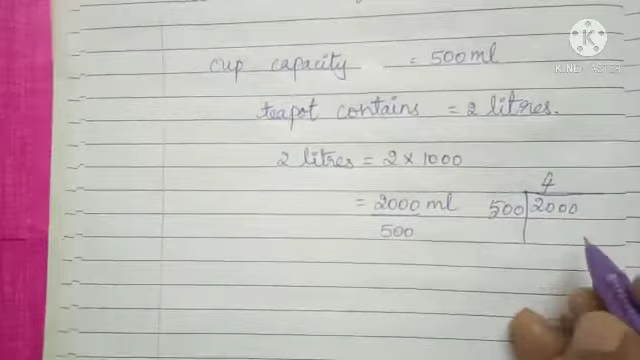 KINEMASTER
cup capacity = 500ml
teapot contains = 2 litres.
2 litres = 2 × 1000
4
= 2000 ml 500 2000
500